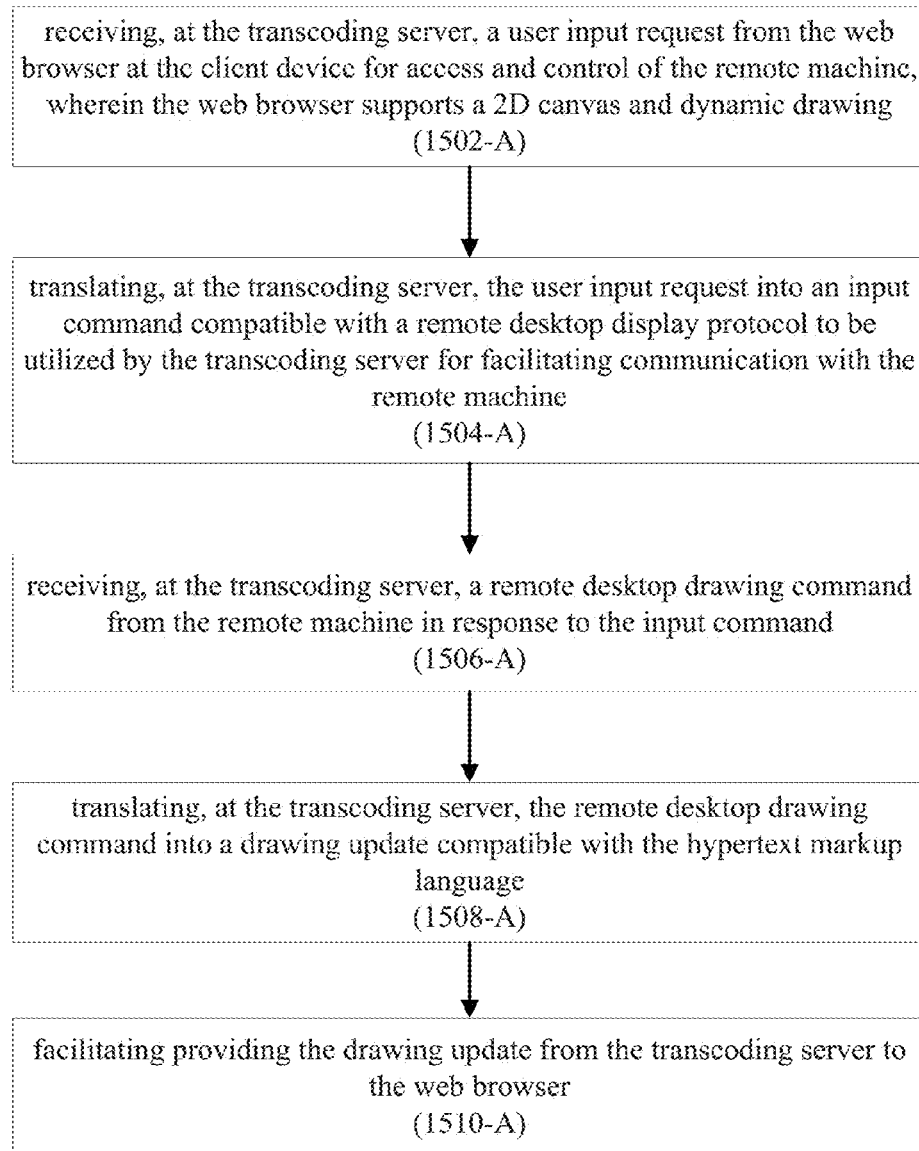 receiving, at the transcoding server, a user input request from the web
browser at the client device for access and control of the remote machine,
wherein the web browser supports a 2D canvas and dynamic drawing
(1502-A)
translating, at the transcoding server, the user input request into an input
command compatible with a remote desktop display protocol to be
utilized by the transcoding server for facilitating communication with the
remote machine
(1504-A)
receiving, at the transcoding server, a remote desktop drawing command
from the remote machine in response to the input command
(1506-A)
translating, at the transcoding server, the remote desktop drawing
command into a drawing update compatible with the hypertext markup
language
(1508-A)
facilitating providing the drawing update from the transcoding server to
the web browser
(1510-A)